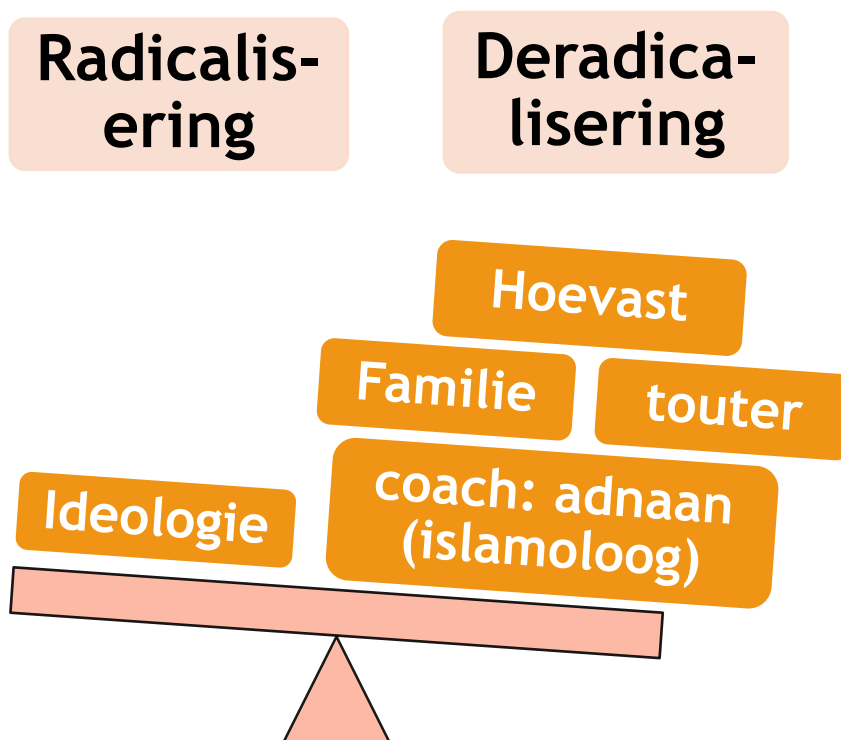 Radicalis-
ering
Deradica-
lisering
Hoevast
Familie
touter
coach: adnaan
(islamoloog)
Ideologie